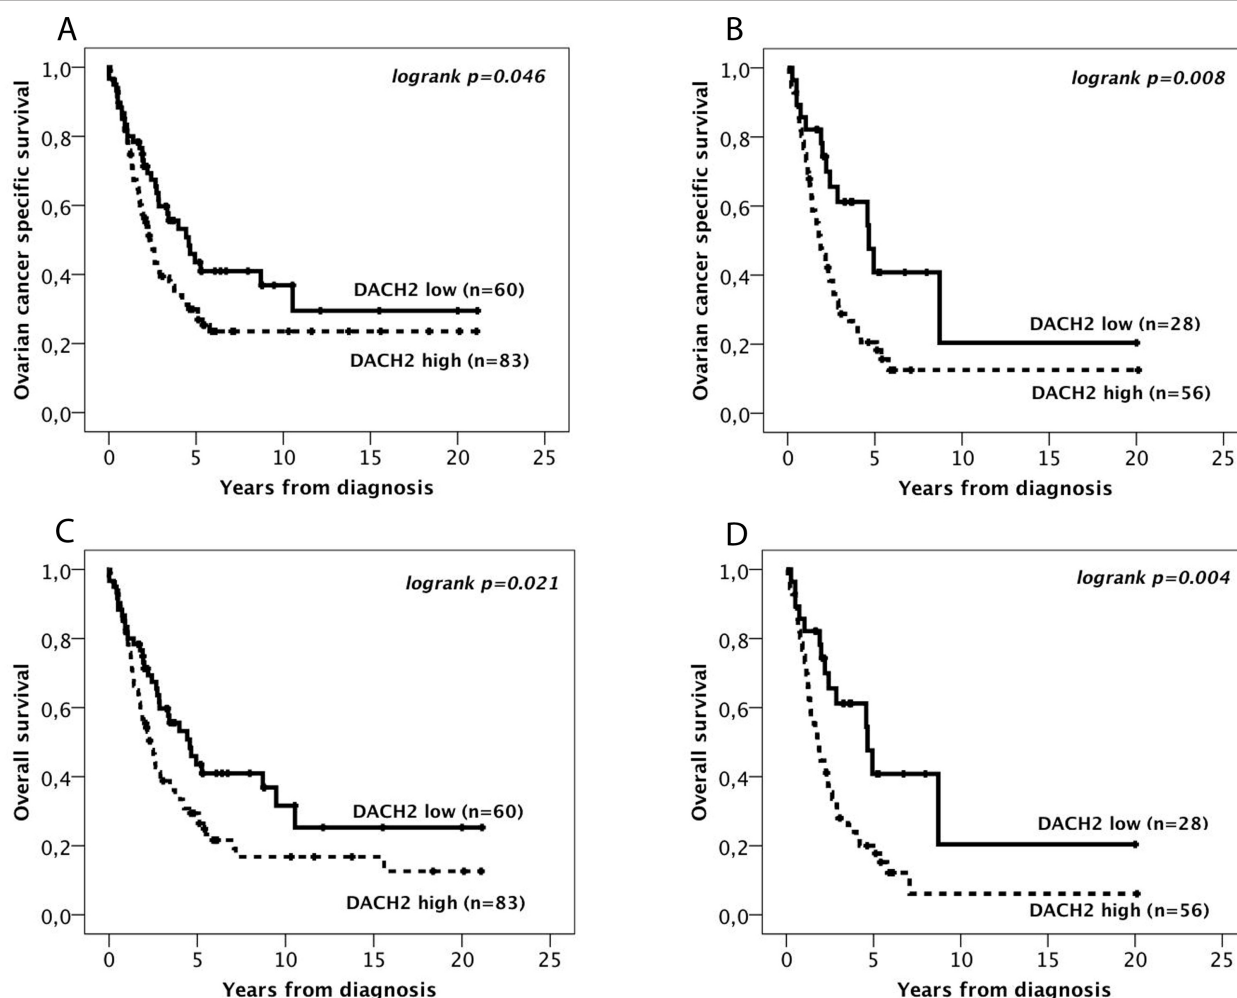 A
Ovarian cancer specific survival
logrank p=0.046
1,0
0,8
0,6
0,4
0,2
0,0
DACH2 low (n=60)
DACH2 high (n=83)
0 5 10 15 20 25
Years from diagnosis
B
Ovarian cancer specific survival
logrank p=0.008
1,0
0,8
0,6
0,4
0,2
0,0
DACH2 low (n=28)
DACH2 high (n=56)
0 5 10 15 20 25
Years from diagnosis
C
Overall survival
logrank p=0.021
1,0
0,8
0,6
0,4
0,2
0,0
DACH2 low (n=60)
DACH2 high (n=83)
0 5 10 15 20 25
Years from diagnosis
D
Overall survival
logrank p=0.004
1,0
0,8
0,6
0,4
0,2
0,0
DACH2 low (n=28)
DACH2 high (n=56)
0 5 10 15 20 25
Years from diagnosis